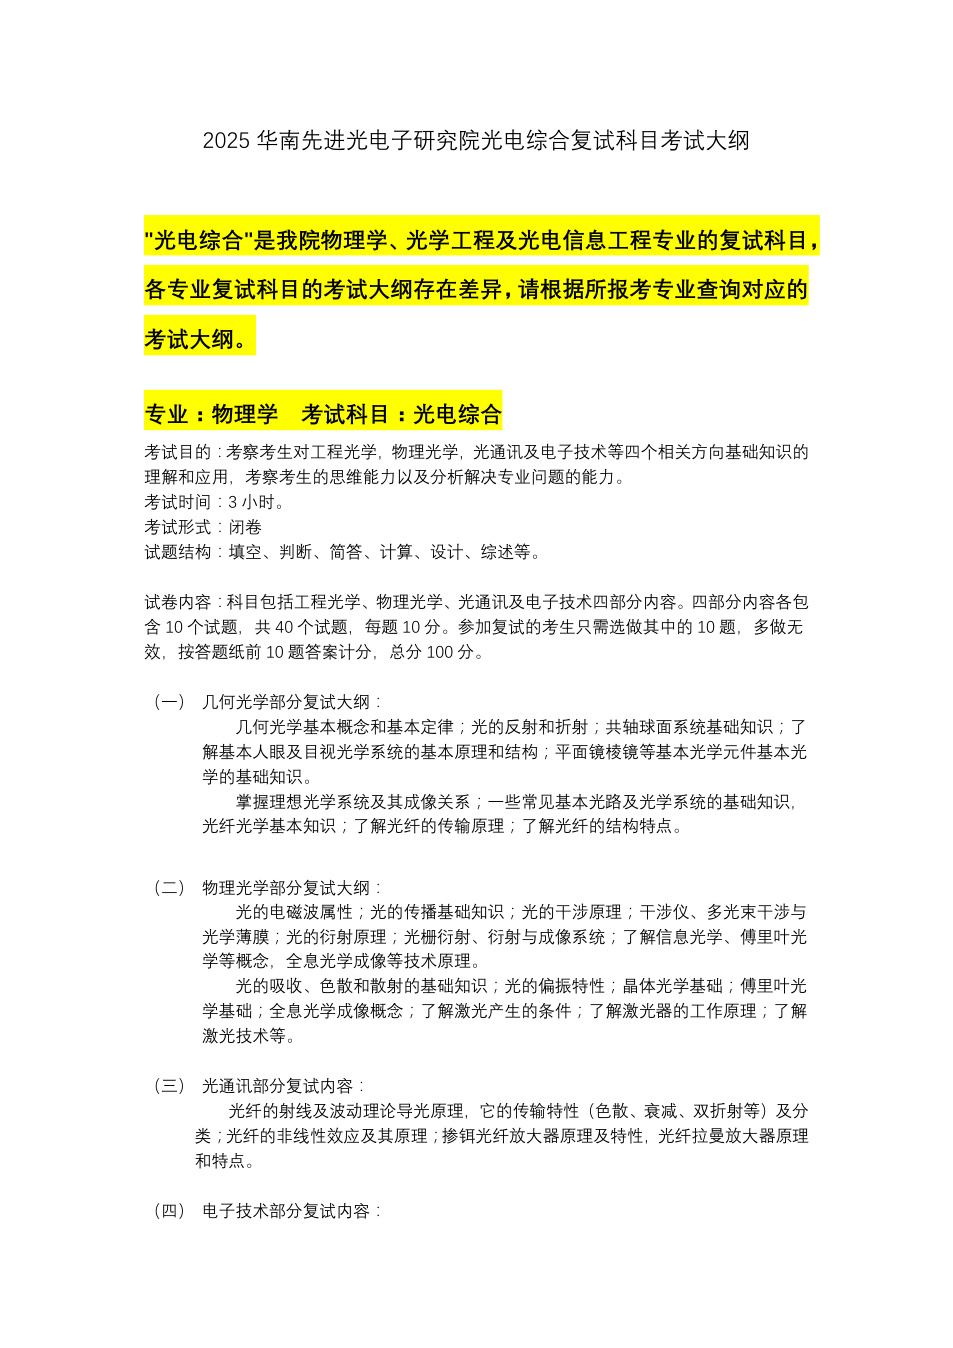 2025 华南先进光电子研究院光电综合复试科目考试大纲
"光电综合"是我院物理学、光学工程及光电信息工程专业的复试科目，
各专业复试科目的考试大纲存在差异，请根据所报考专业查询对应的
考试大纲。
专业：物理学　考试科目：光电综合
考试目的：考察考生对工程光学，物理光学，光通讯及电子技术等四个相关方向基础知识的
理解和应用，考察考生的思维能力以及分析解决专业问题的能力。
考试时间：3 小时。
考试形式：闭卷
试题结构：填空、判断、简答、计算、设计、综述等。
试卷内容：科目包括工程光学、物理光学、光通讯及电子技术四部分内容。四部分内容各包
含 10 个试题，共 40 个试题，每题 10 分。参加复试的考生只需选做其中的 10 题，多做无
效，按答题纸前 10 题答案计分，总分 100 分。
（一） 几何光学部分复试大纲：
几何光学基本概念和基本定律；光的反射和折射；共轴球面系统基础知识；了
解基本人眼及目视光学系统的基本原理和结构；平面镜棱镜等基本光学元件基本光
学的基础知识。
掌握理想光学系统及其成像关系；一些常见基本光路及光学系统的基础知识，
光纤光学基本知识；了解光纤的传输原理；了解光纤的结构特点。
（二） 物理光学部分复试大纲：
光的电磁波属性；光的传播基础知识；光的干涉原理；干涉仪、多光束干涉与
光学薄膜；光的衍射原理；光栅衍射、衍射与成像系统；了解信息光学、傅里叶光
学等概念，全息光学成像等技术原理。
光的吸收、色散和散射的基础知识；光的偏振特性；晶体光学基础；傅里叶光
学基础；全息光学成像概念；了解激光产生的条件；了解激光器的工作原理；了解
激光技术等。
（三） 光通讯部分复试内容：
光纤的射线及波动理论导光原理，它的传输特性（色散、衰减、双折射等）及分
类；光纤的非线性效应及其原理；掺铒光纤放大器原理及特性，光纤拉曼放大器原理
和特点。
（四） 电子技术部分复试内容：